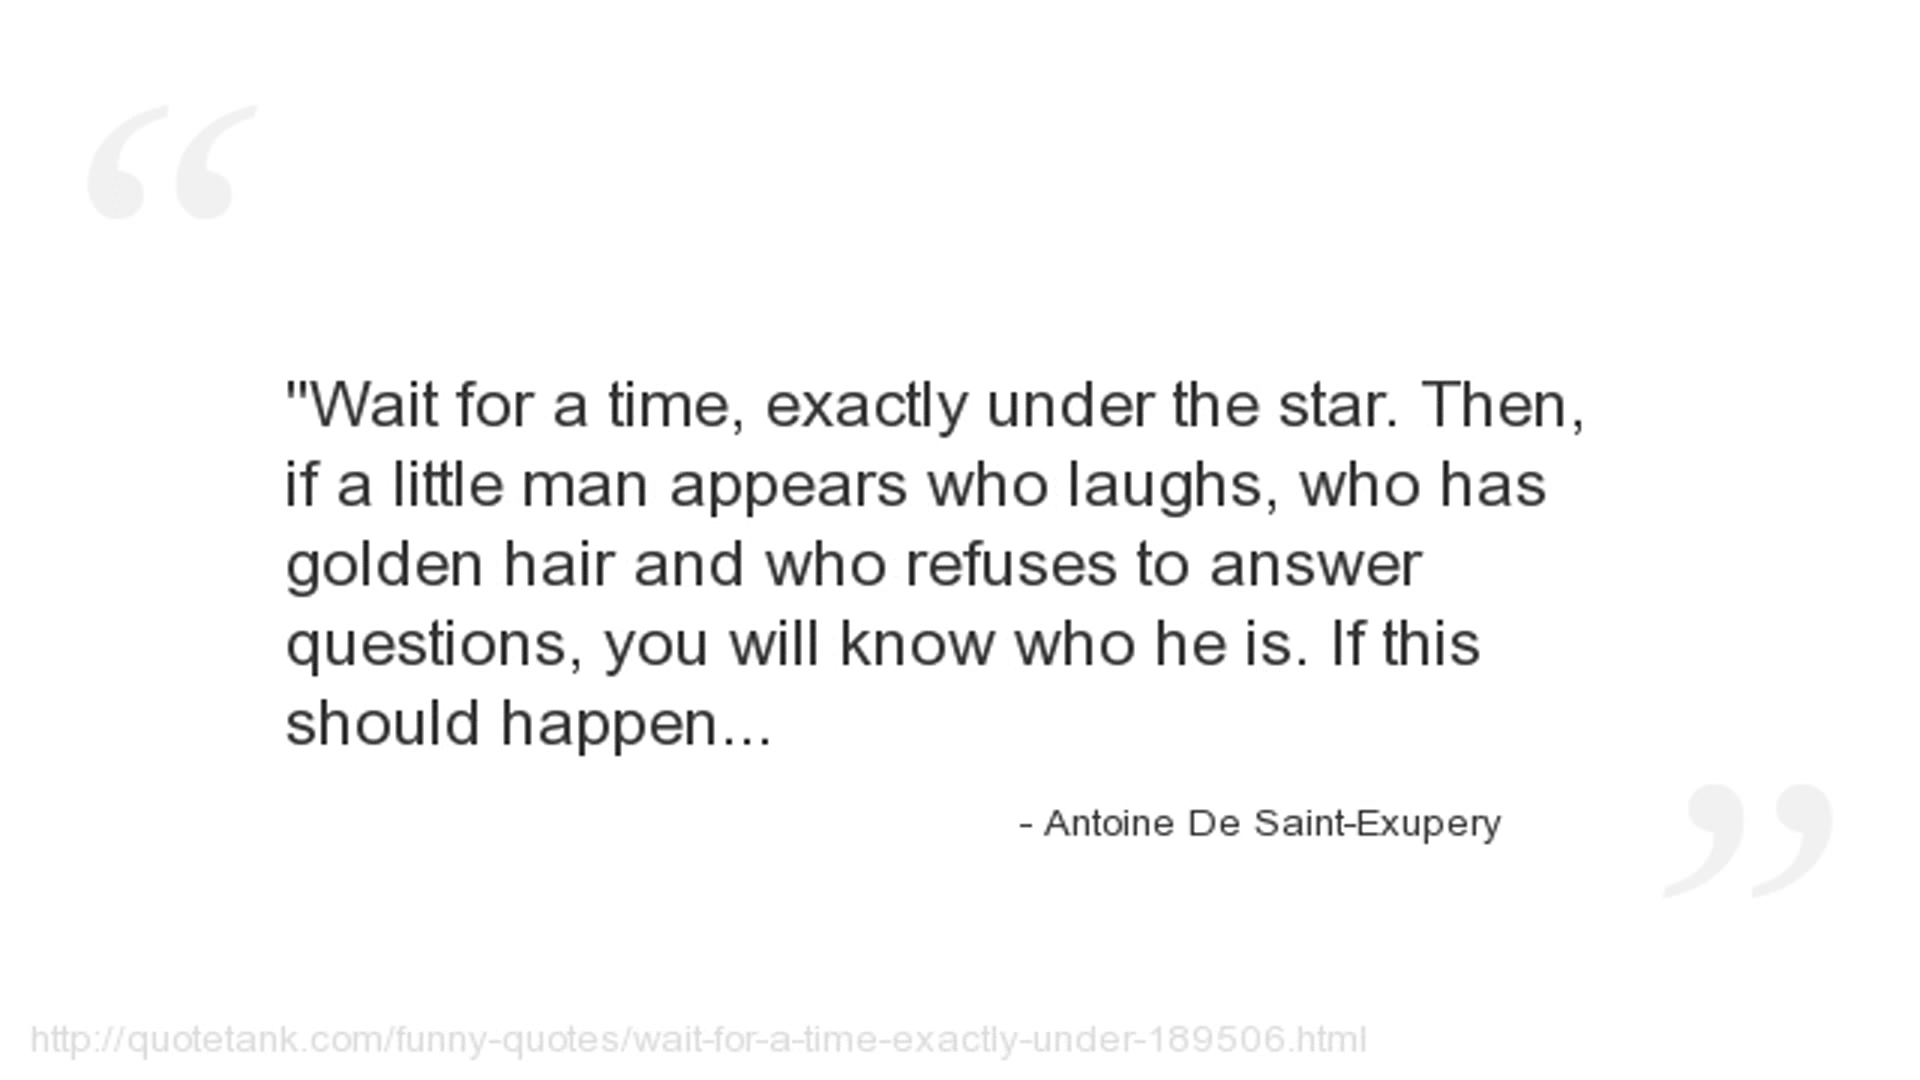 "Wait for a time, exactly under the star. Then,
if a little man appears who laughs, who has
golden hair and who refuses to answer
questions, you will know who he is. If this
should happen...
- Antoine De Saint-Exupery
http://quotetank.com/funny-quotes/wait-for-a-time-exactly-under-189506.html